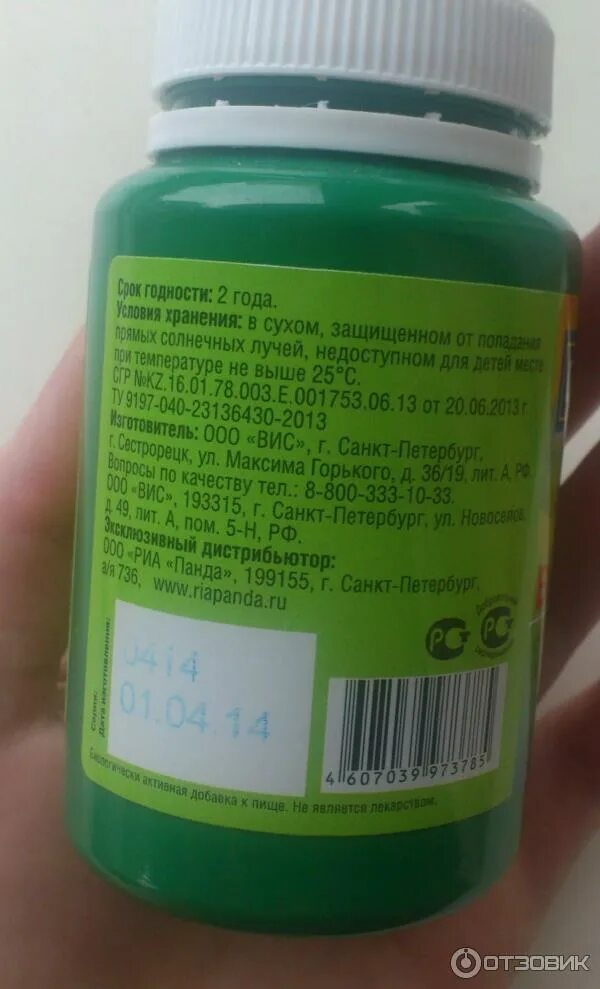 Срок годности: 2 года.
Условия хранения: в сухом, защищенном от попадания
прямых солнечных лучей, недоступном для детей месте
при температуре не выше 25°С.
СГР №KZ.16.01.78.003.Е.001753.06.13 от 20.06.2013 г.
ТУ 9197-040-23136430-2013
Изготовитель: ООО «ВИС», г. Санкт-Петербург,
г. Сестрорецк, ул. Максима Горького, д. 36/19, лит. А, РФ.
Вопросы по качеству тел.: 8-800-333-10-33.
ООО «ВИС», 193315, г. Санкт-Петербург, ул. Новоселов,
д. 49, лит. А, пом. 5-Н, РФ.
Эксклюзивный дистрибьютор:
ООО «РИА «Панда», 199155, г. Санкт-Петербург,
а/я 736, www.riapanda.ru
Серия:
Дата изготовления:
0414
01.04.14
4 607039 973785
Биологически активная добавка к пище. Не является лекарством.
ОТЗОВИК